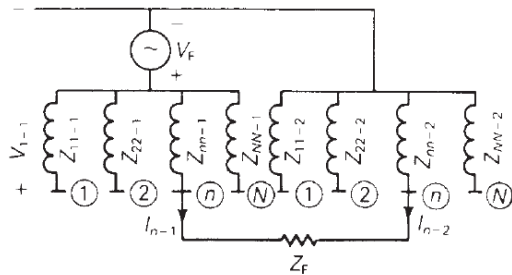 −
−
~
V_F
+
V_{1−1}
Z_{11−1}
Z_{22−1}
Z_{nn−1}
Z_{NN−1}
Z_{11−2}
Z_{22−2}
Z_{nn−2}
Z_{NN−2}
+
1
2
n
N
1
2
n
N
I_{n−1}
I_{n−2}
Z_F